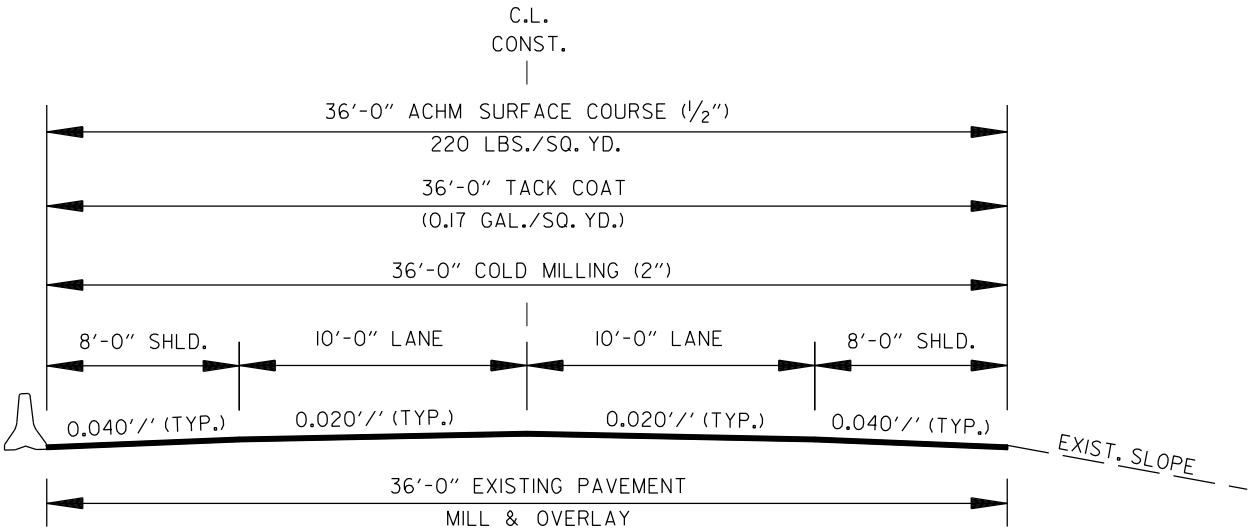 C.L.
CONST.
36'-0" ACHM SURFACE COURSE (1/2")
220 LBS./SQ. YD.
36'-0" TACK COAT
(0.17 GAL./SQ. YD.)
36'-0" COLD MILLING (2")
8'-0" SHLD. 10'-0" LANE 10'-0" LANE 8'-0" SHLD.
0.040'/' (TYP.) 0.020'/' (TYP.) 0.020'/' (TYP.) 0.040'/' (TYP.)
EXIST. SLOPE
36'-0" EXISTING PAVEMENT
MILL & OVERLAY